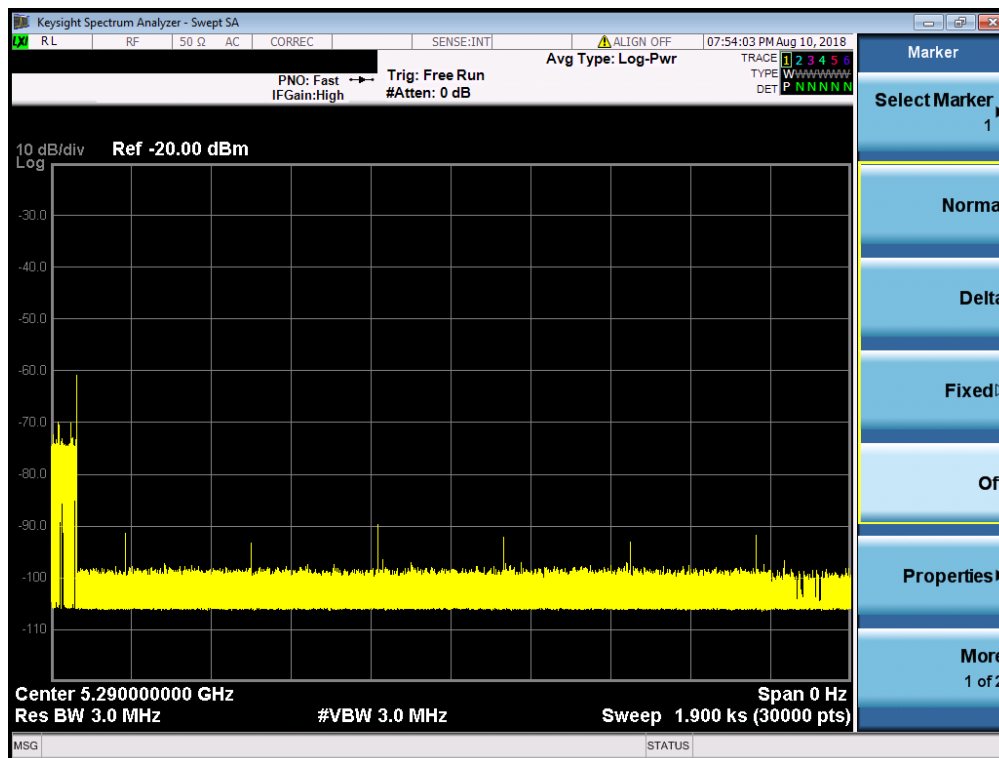 Keysight Spectrum Analyzer - Swept SA
LXI RL RF 50 Ω AC CORREC SENSE:INT ALIGN OFF 07:54:03 PM Aug 10, 2018
Marker
Avg Type: Log-Pwr
TRACE 1 2 3 4 5 6
PNO: Fast
Trig: Free Run
TYPE WWWWWW
IFGain:High
#Atten: 0 dB
DET P N N N N N
Select Marker
1
10 dB/div Ref -20.00 dBm
Log
-30.0
-40.0
-50.0
-60.0
-70.0
-80.0
-90.0
-100
-110
Norma
Delta
Fixed
Of
Properties
More
1 of 2
Center 5.290000000 GHz Span 0 Hz
Res BW 3.0 MHz #VBW 3.0 MHz Sweep 1.900 ks (30000 pts)
MSG STATUS